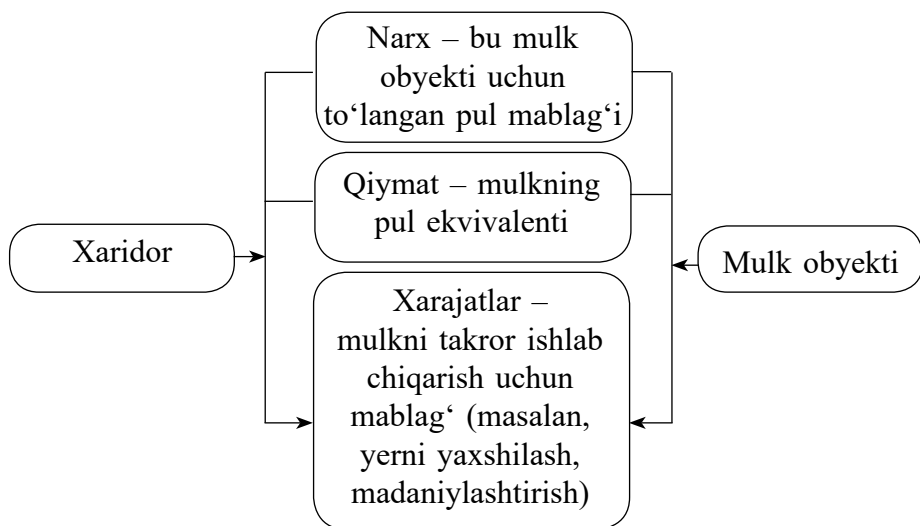 Narx – bu mulk
obyekti uchun
to‘langan pul mablag‘i
Qiymat – mulkning
pul ekvivalenti
Xaridor
Mulk obyekti
Xarajatlar –
mulkni takror ishlab
chiqarish uchun
mablag‘ (masalan,
yerni yaxshilash,
madaniylashtirish)